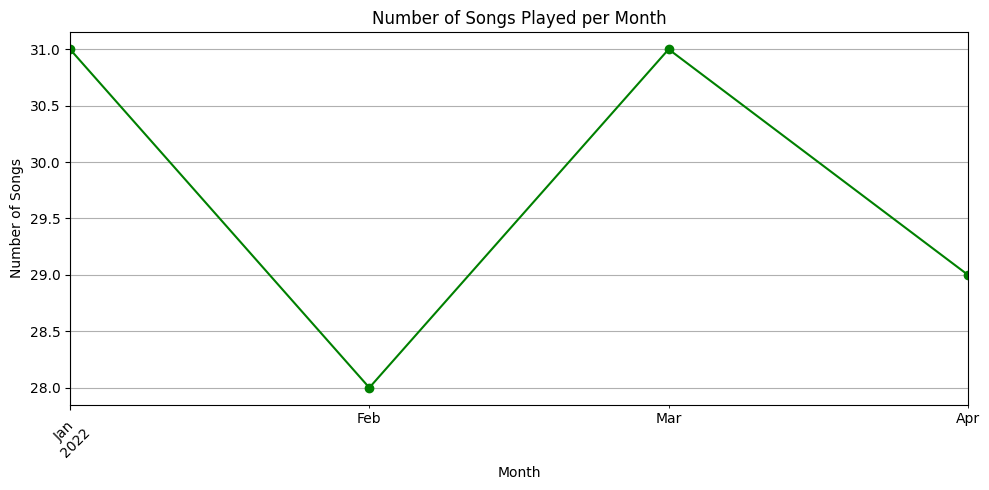 Number of Songs Played per Month
Number of Songs
31.0
30.5
30.0
29.5
29.0
28.5
28.0
Jan
2022
Feb
Mar
Apr
Month